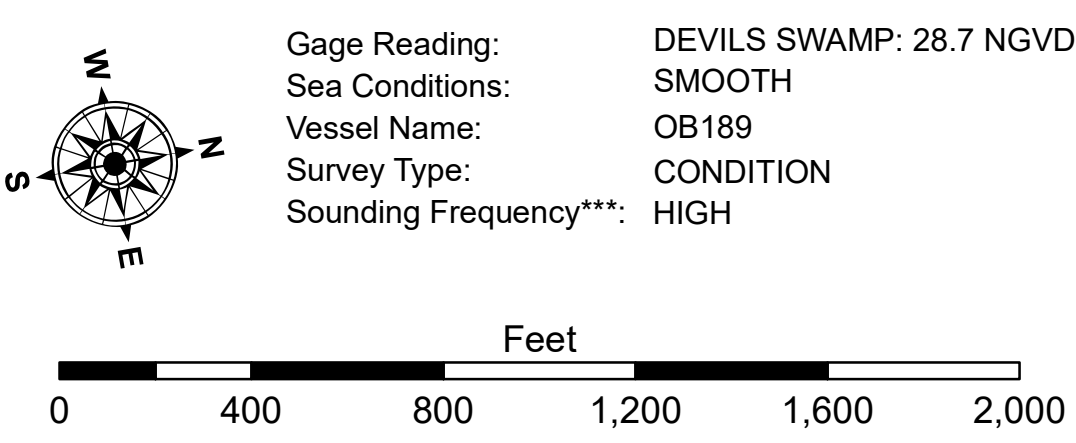 W
N
S
E
Gage Reading: DEVILS SWAMP: 28.7 NGVD
Sea Conditions: SMOOTH
Vessel Name: OB189
Survey Type: CONDITION
Sounding Frequency***: HIGH
Feet
0 400 800 1,200 1,600 2,000